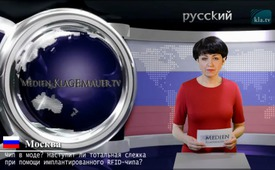 русский
kla.tv
MEDIEN-KLAGEMAUER.TV
MEDIEN
Москва
Чип в моде? Наступит ли тотальная слежка
при помощи имплантированного RFID-чипа?